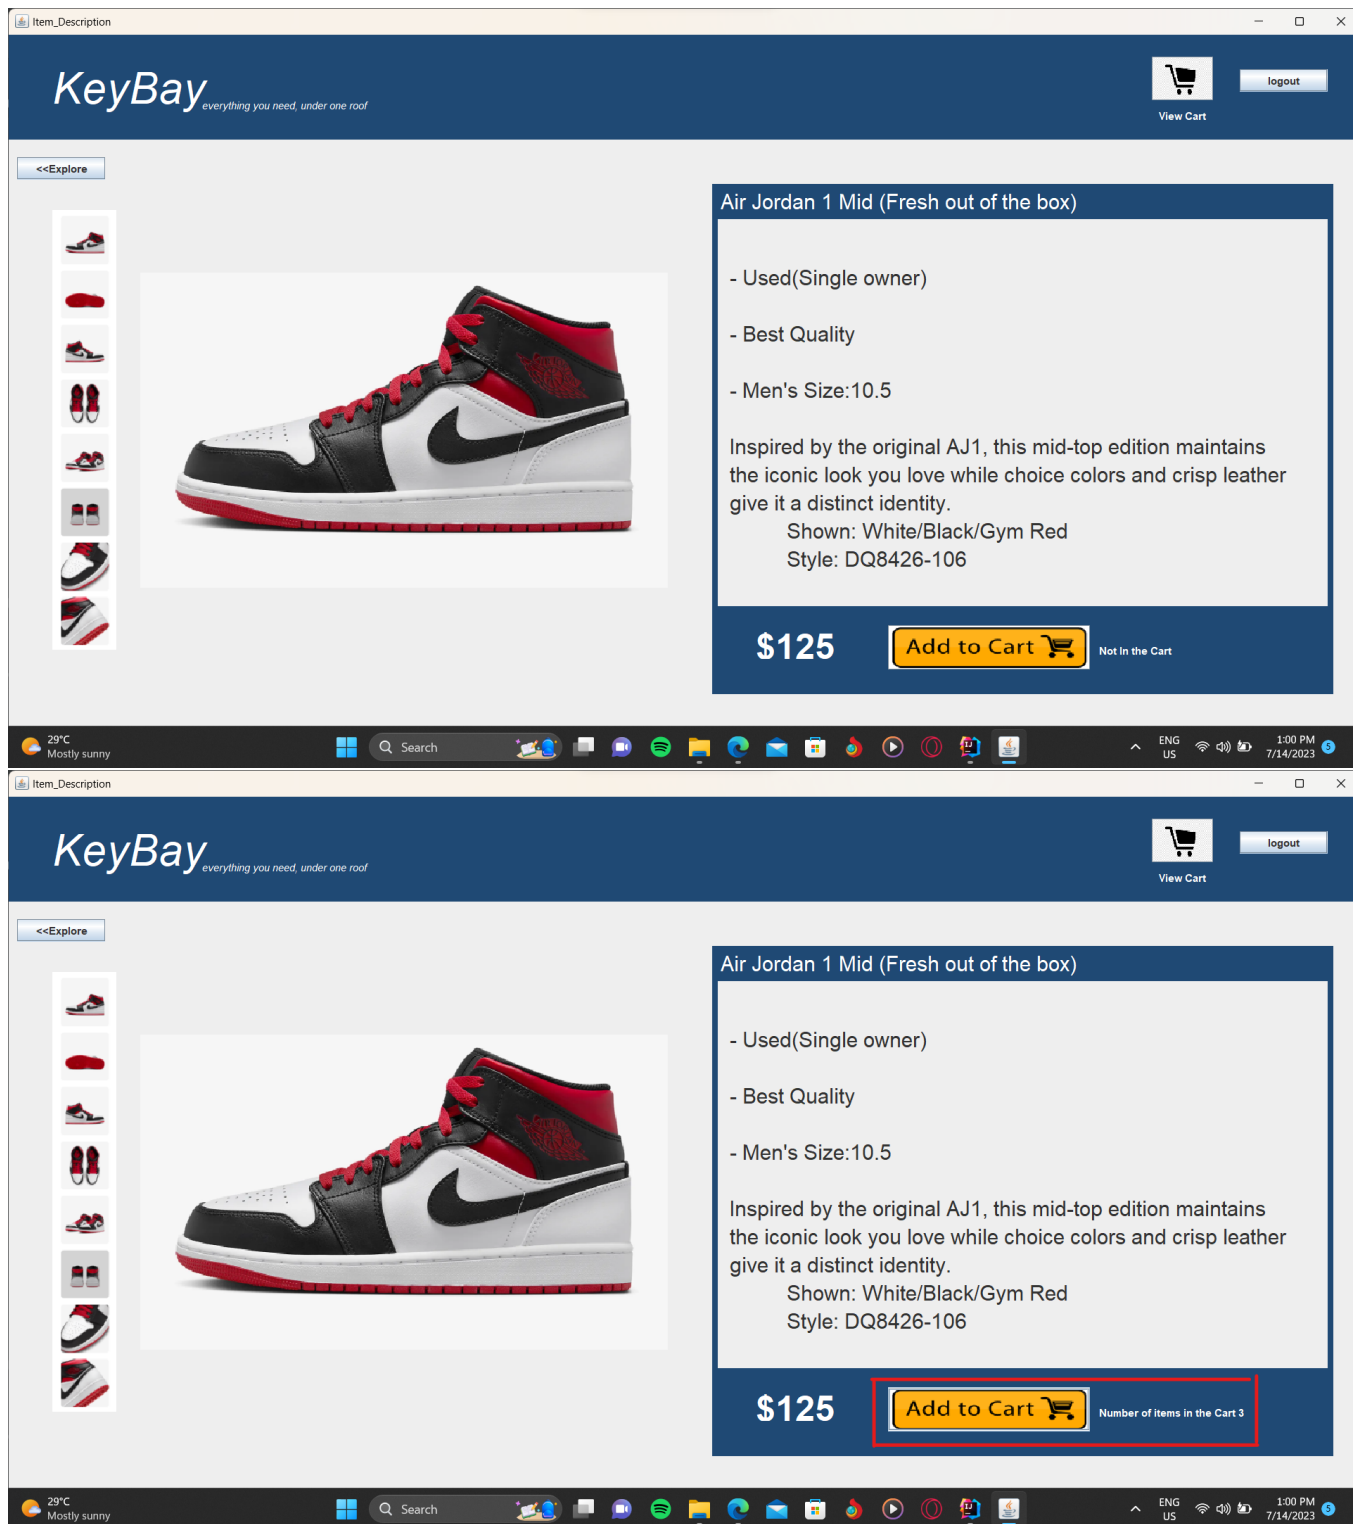 Item_Description
KeyBay everything you need, under one roof
View Cart
logout
<<Explore
Air Jordan 1 Mid (Fresh out of the box)
- Used(Single owner)
- Best Quality
- Men's Size:10.5
Inspired by the original AJ1, this mid-top edition maintains
the iconic look you love while choice colors and crisp leather
give it a distinct identity.
Shown: White/Black/Gym Red
Style: DQ8426-106
$125
Add to Cart
Not In the Cart
29°C
Mostly sunny
Search
ENG
US
1:00 PM
7/14/2023
5
Item_Description
KeyBay everything you need, under one roof
View Cart
logout
<<Explore
Air Jordan 1 Mid (Fresh out of the box)
- Used(Single owner)
- Best Quality
- Men's Size:10.5
Inspired by the original AJ1, this mid-top edition maintains
the iconic look you love while choice colors and crisp leather
give it a distinct identity.
Shown: White/Black/Gym Red
Style: DQ8426-106
$125
Add to Cart
Number of items in the Cart 3
29°C
Mostly sunny
Search
ENG
US
1:00 PM
7/14/2023
5